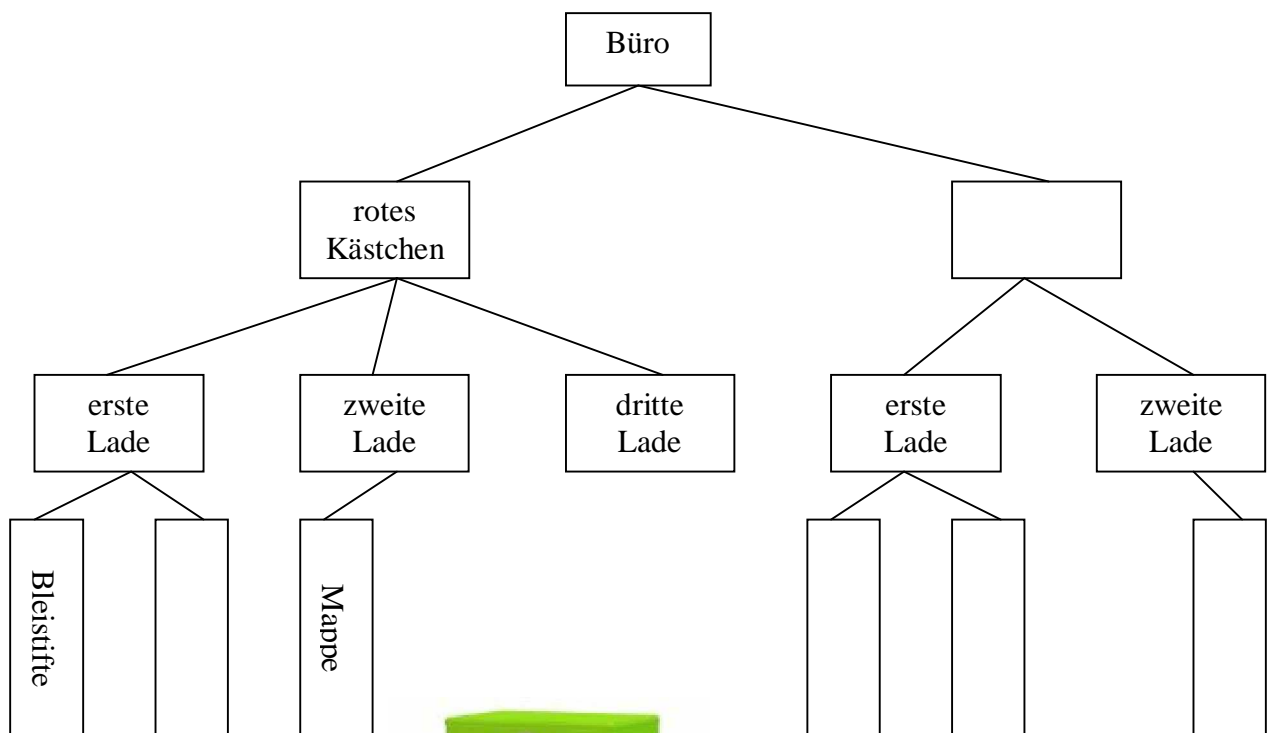 Büro
rotes
Kästchen
erste
Lade
zweite
Lade
dritte
Lade
erste
Lade
zweite
Lade
Bleistifte
Mappe